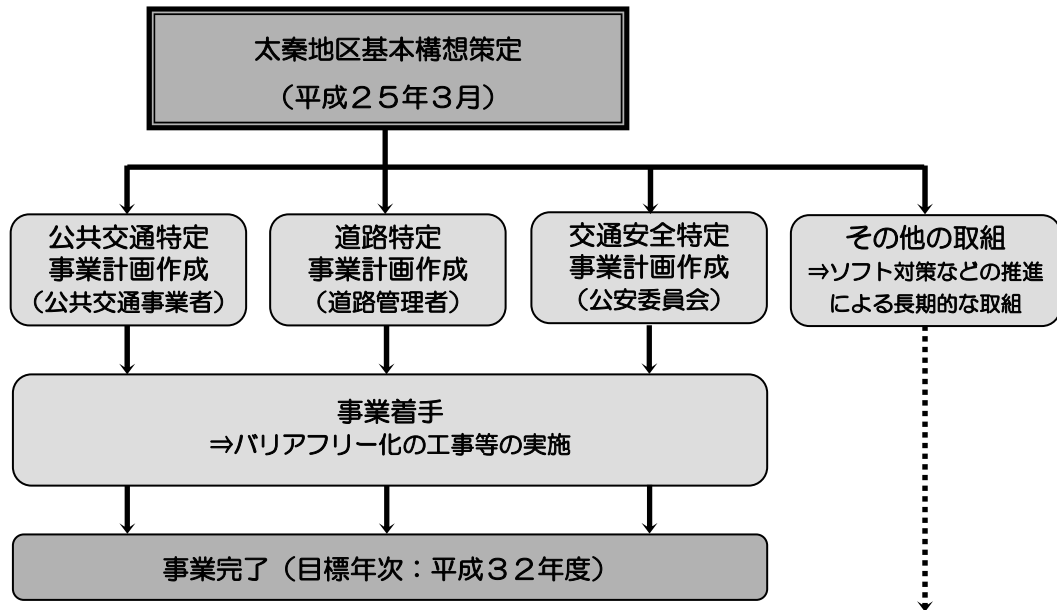 太秦地区基本構想策定
（平成２５年３月）
公共交通特定
事業計画作成
（公共交通事業者）
道路特定
事業計画作成
（道路管理者）
交通安全特定
事業計画作成
（公安委員会）
その他の取組
⇒ソフト対策などの推進
による長期的な取組
事業着手
⇒バリアフリー化の工事等の実施
事業完了（目標年次：平成３２年度）